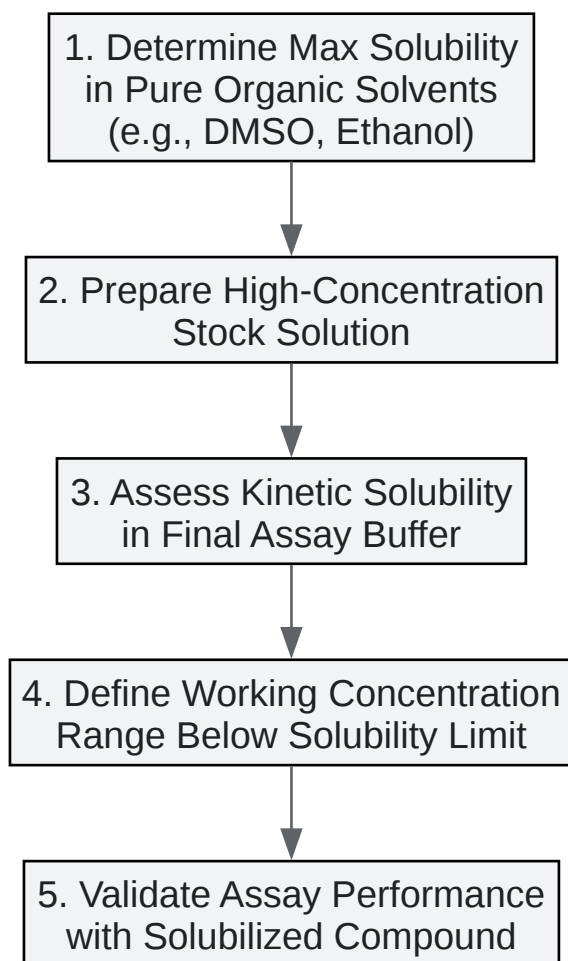 1. Determine Max Solubility
in Pure Organic Solvents
(e.g., DMSO, Ethanol)
2. Prepare High-Concentration
Stock Solution
3. Assess Kinetic Solubility
in Final Assay Buffer
4. Define Working Concentration
Range Below Solubility Limit
5. Validate Assay Performance
with Solubilized Compound